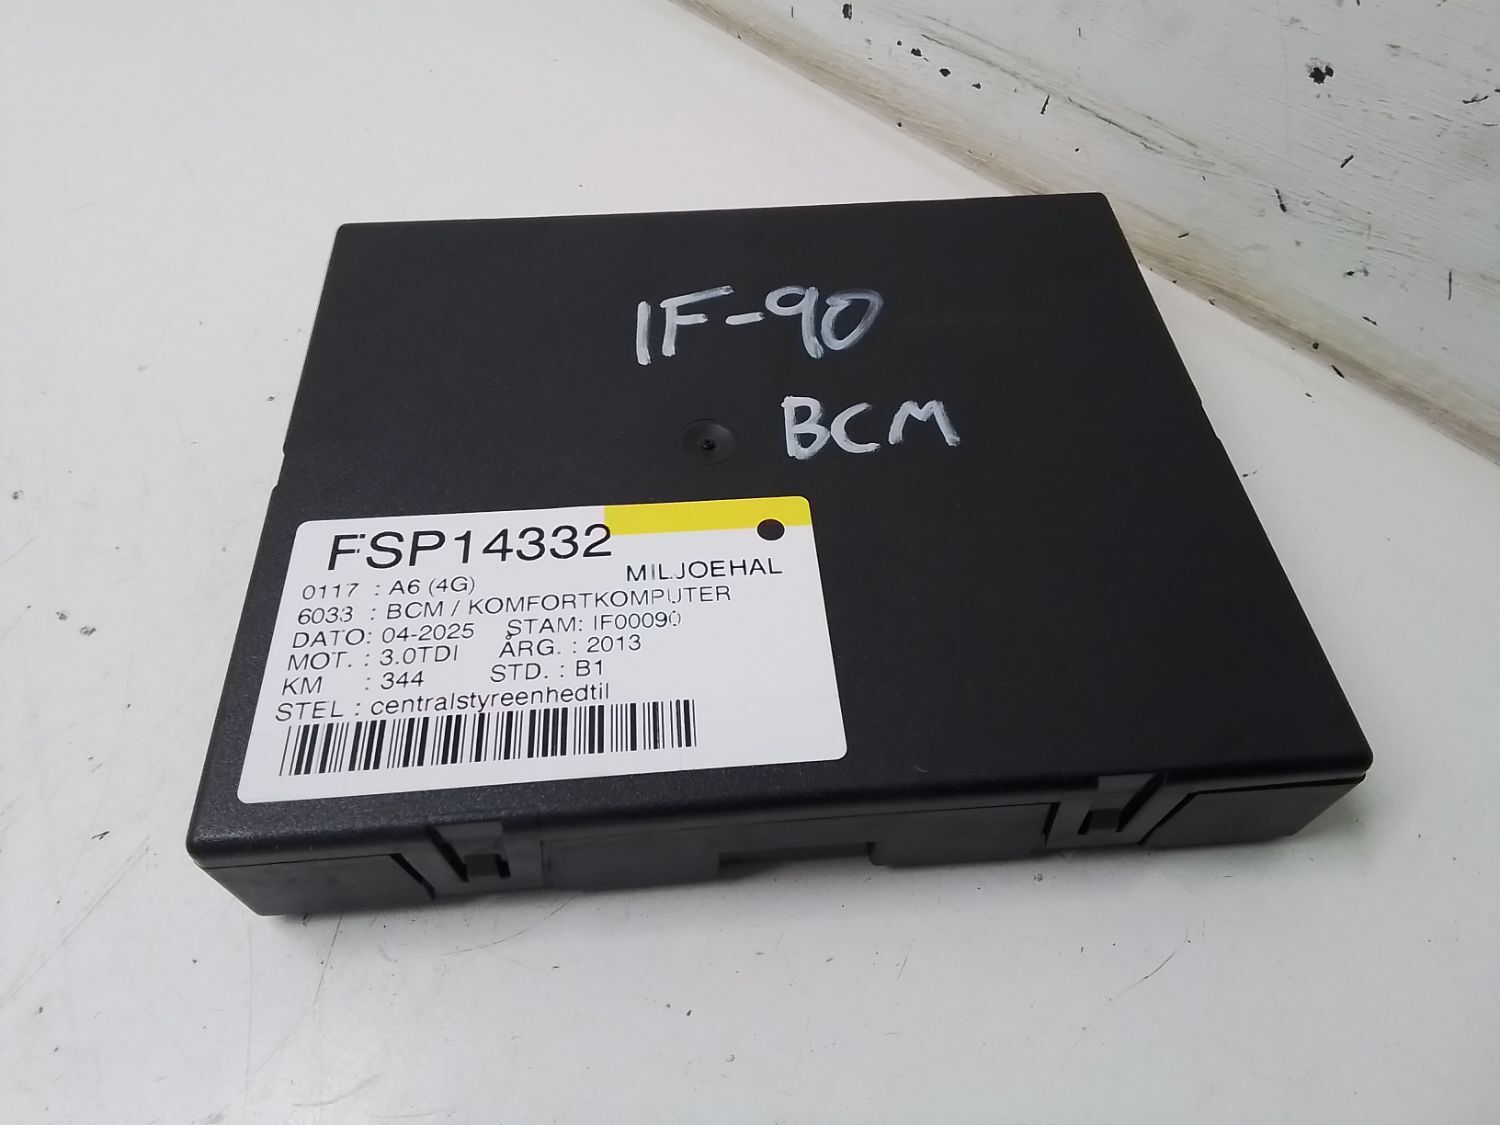 IF-90
BCM
FSP14332
MILJOEHAL
0117 : A6 (4G)
6033 : BCM / KOMFORTKOMPUTER
DATO: 04-2025 STAM: IF00090
MOT. : 3.0TDI ÅRG. : 2013
KM : 344 STD. : B1
STEL : centralstyreenhedtil